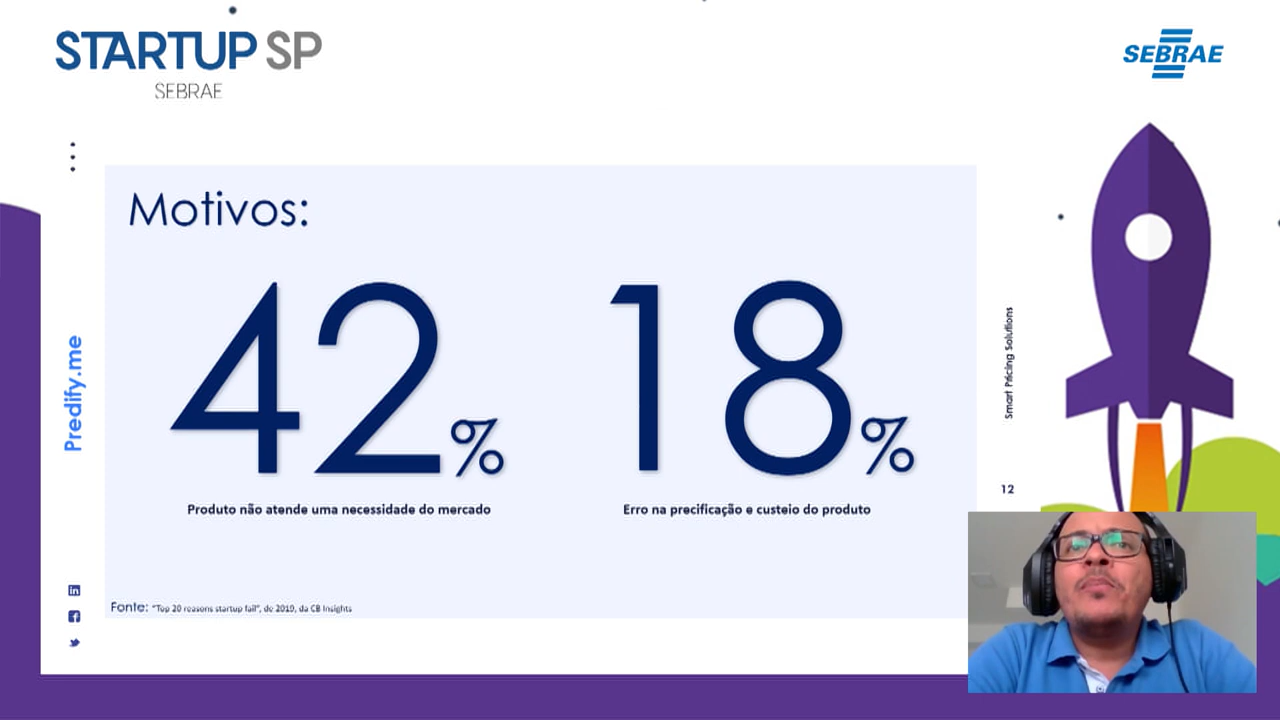 STARTUP SP
SEBRAE
SEBRAE
Motivos:
42%
18%
Produto não atende uma necessidade do mercado
Erro na precificação e custeio do produto
Fonte: "Top 20 reasons startup fail", de 2019, da CB Insights
Predify.me
Smart Pricing Solutions
12
in